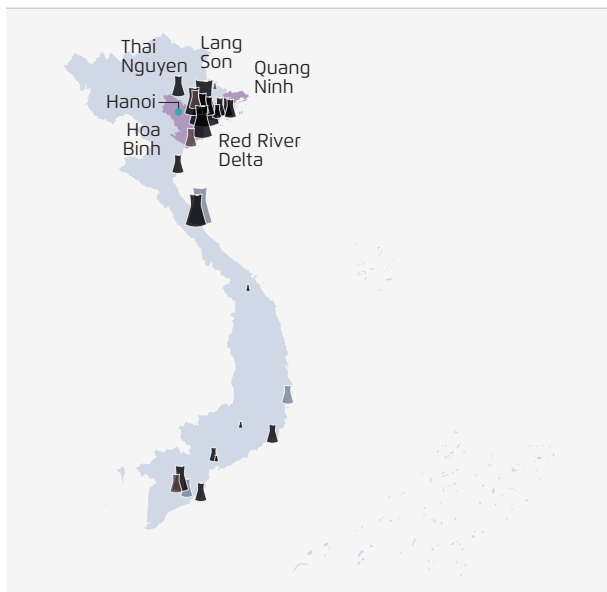 Thai
Nguyen
Lang
Son
Quang
Ninh
Hanoi
Hoa
Binh
Red River
Delta